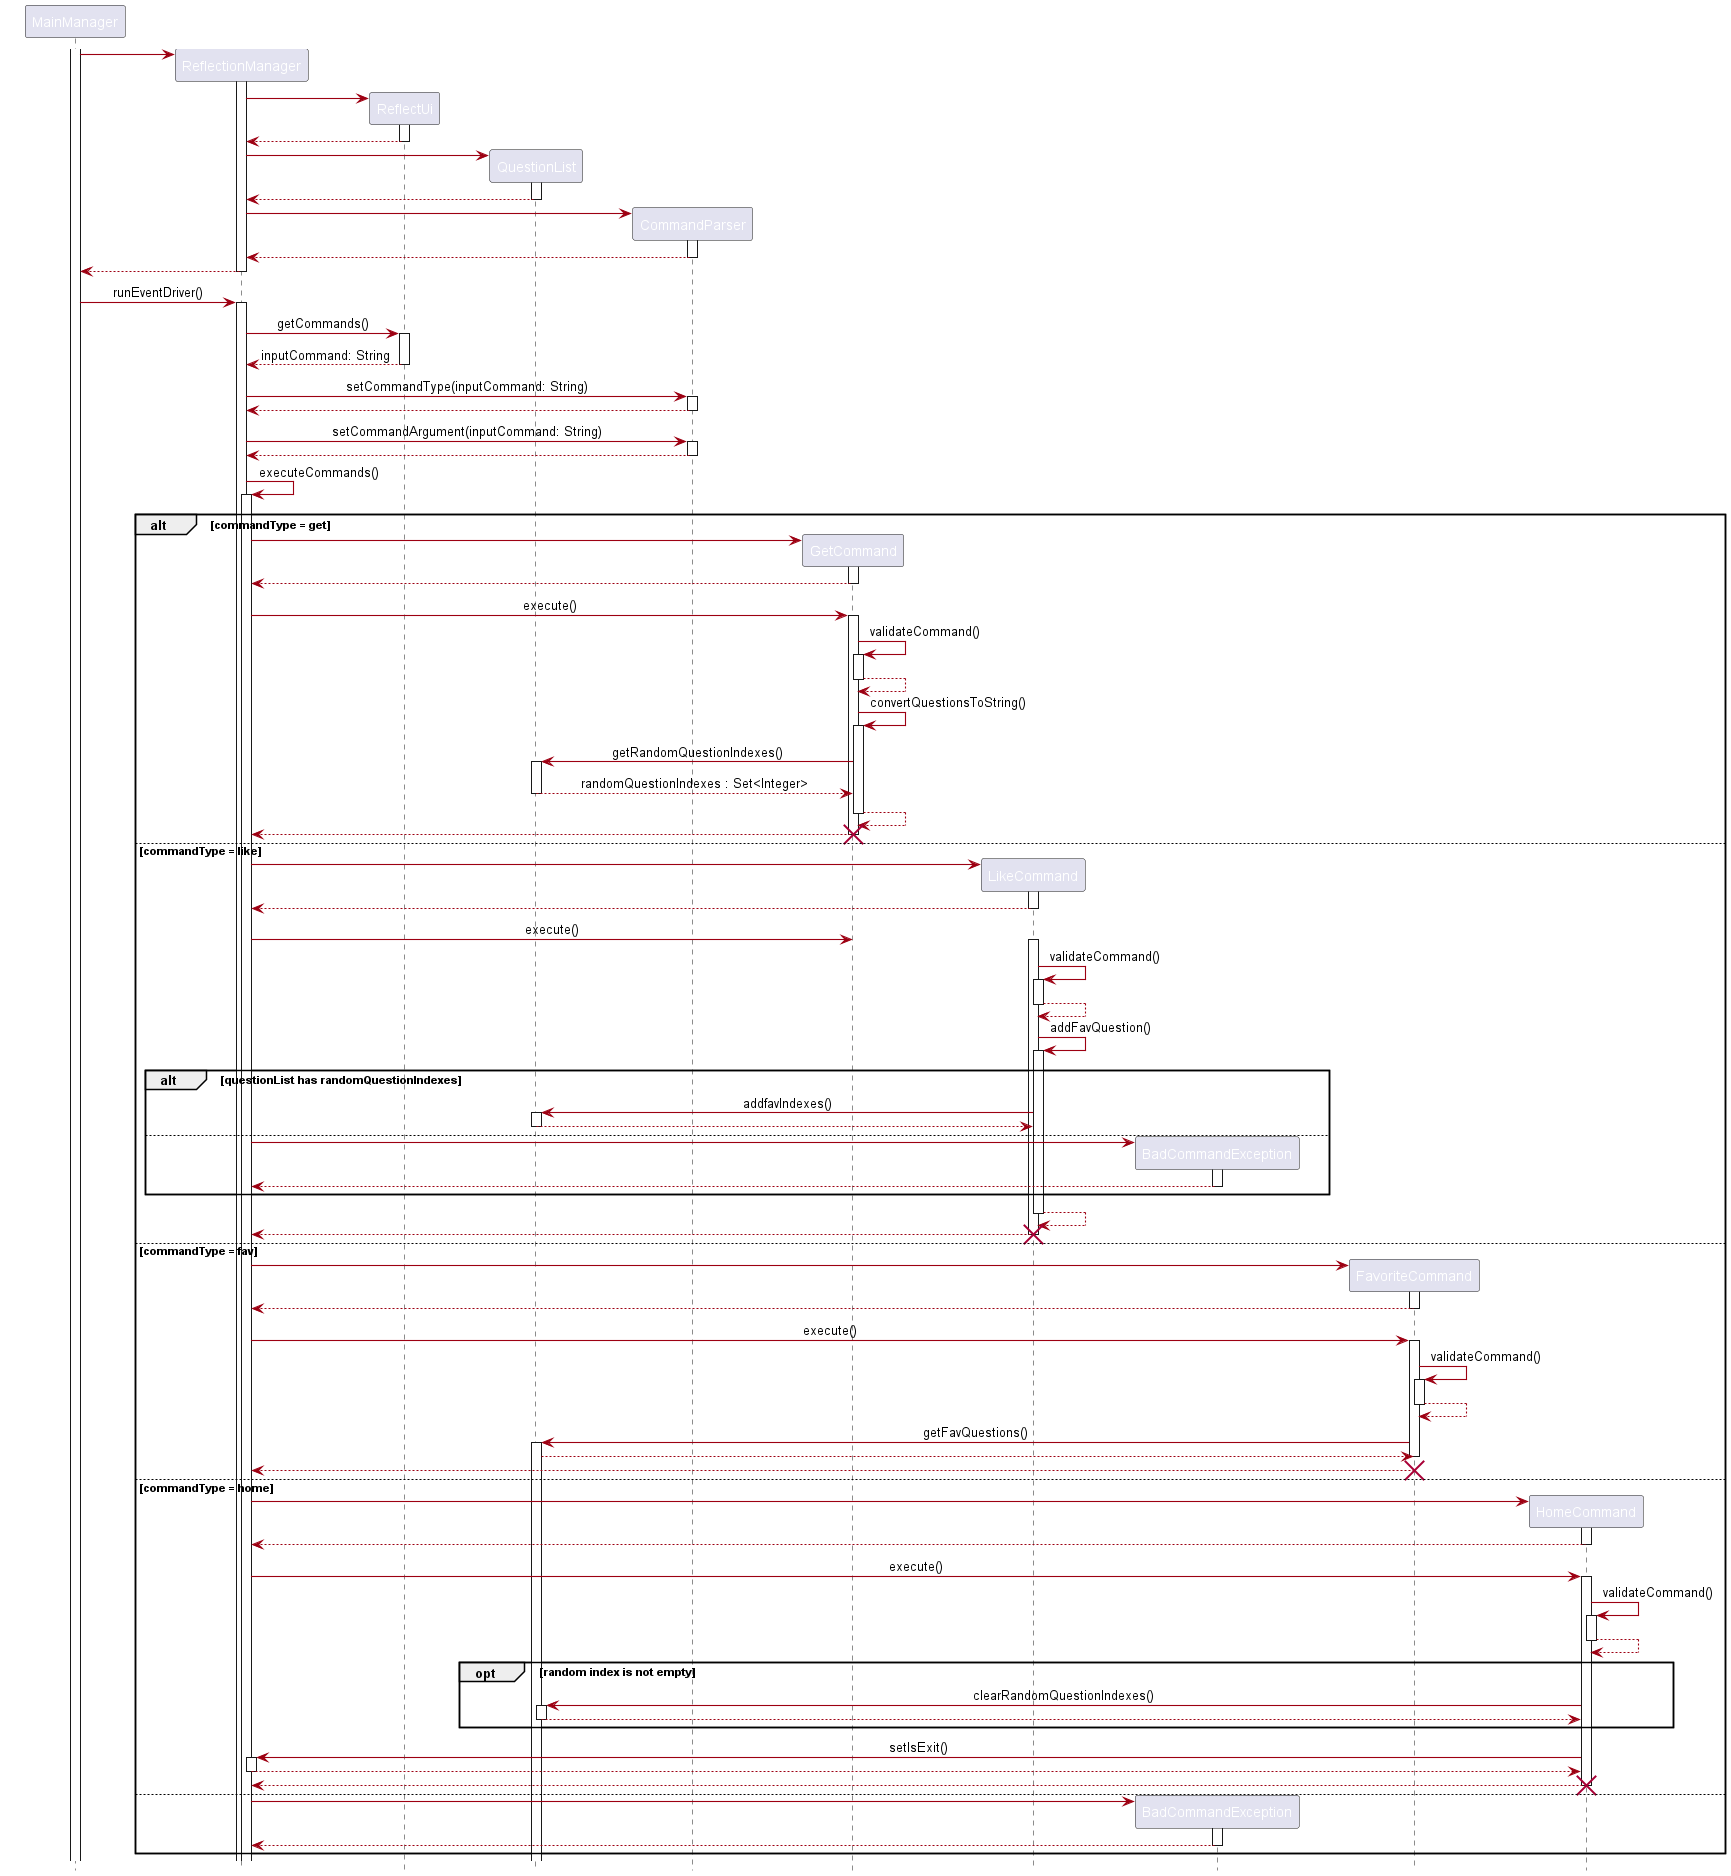 MainManager
ReflectionManager
ReflectUi
QuestionList
CommandParser
runEventDriver()
getCommands()
inputCommand: String
setCommandType(inputCommand: String)
setCommandArgument(inputCommand: String)
executeCommands()
alt [commandType = get]
GetCommand
execute()
validateCommand()
convertQuestionsToString()
getRandomQuestionIndexes()
randomQuestionIndexes : Set<Integer>
[commandType = like]
LikeCommand
execute()
validateCommand()
addFavQuestion()
alt [questionList has randomQuestionIndexes]
addfavIndexes()
BadCommandException
[commandType = fav]
FavoriteCommand
execute()
validateCommand()
getFavQuestions()
[commandType = home]
HomeCommand
execute()
validateCommand()
opt [random index is not empty]
clearRandomQuestionIndexes()
setIsExit()
BadCommandException